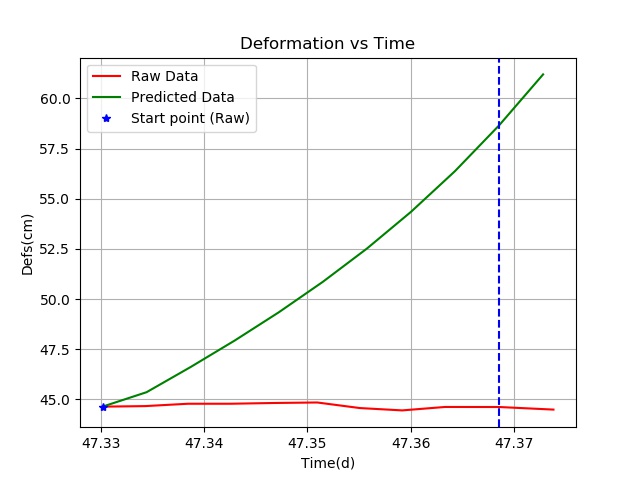 Deformation vs Time
Raw Data
Predicted Data
Start point (Raw)
60.0
57.5
55.0
52.5
50.0
47.5
45.0
Defs(cm)
47.33 47.34 47.35 47.36 47.37
Time(d)